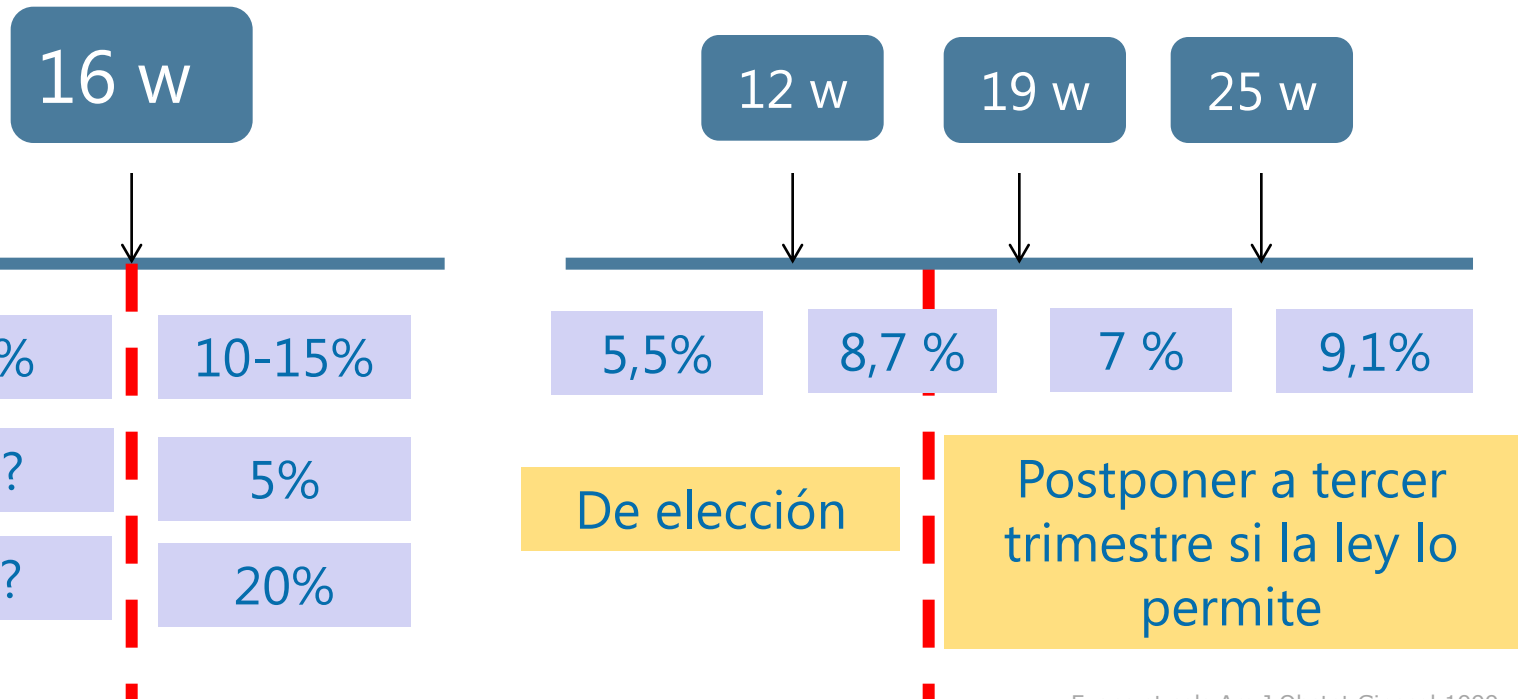 16 w
12 w
19 w
25 w
%
10-15%
5,5%
8,7 %
7 %
9,1%
?
5%
De elección
Postponer a tercer
trimestre si la ley lo
permite
?
20%